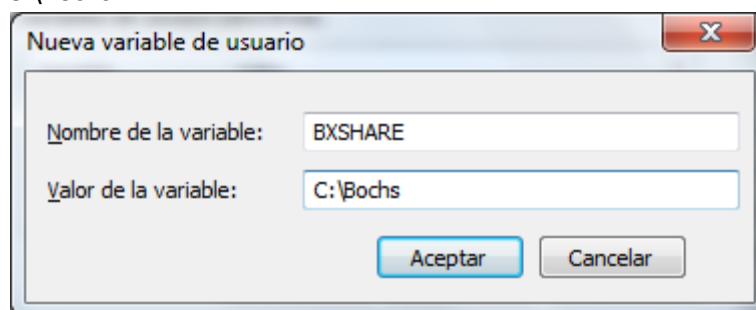 Nueva variable de usuario
Nombre de la variable: BXSHARE
Valor de la variable: C:\Bochs
Aceptar Cancelar